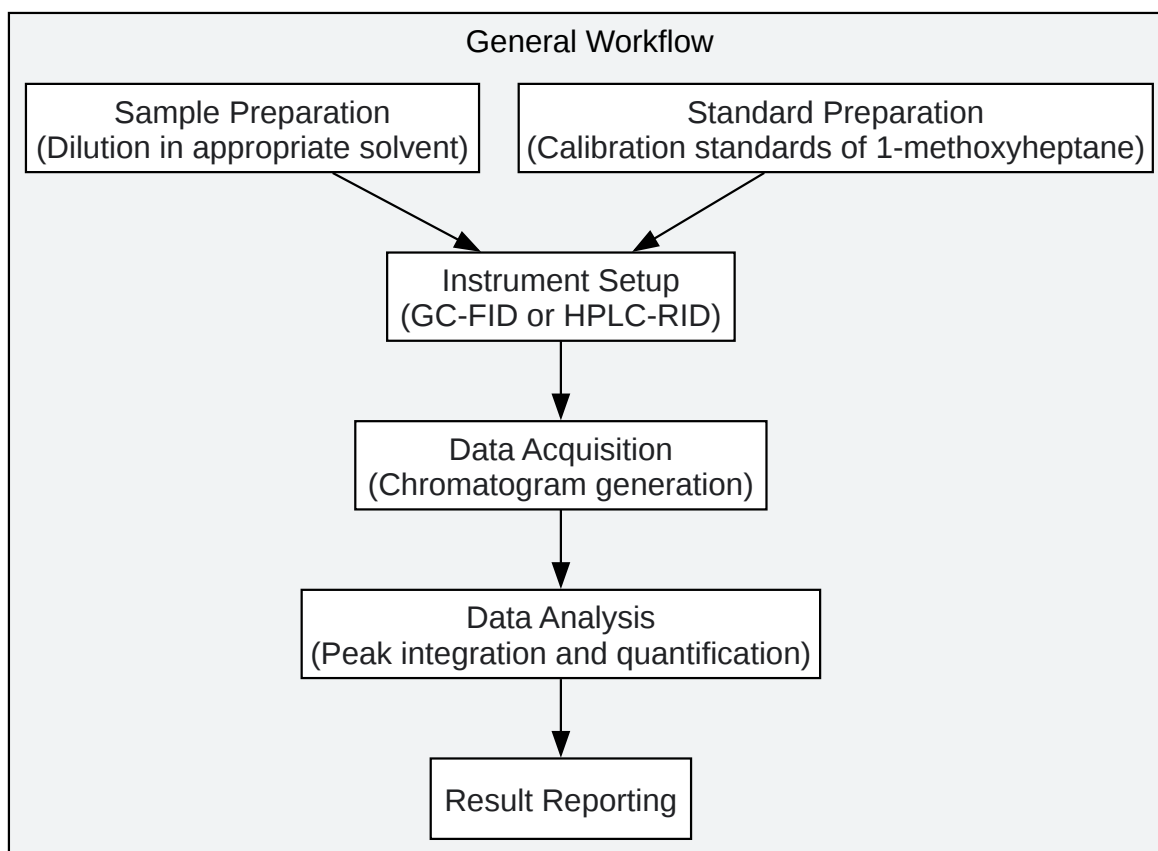 General Workflow
Sample Preparation
(Dilution in appropriate solvent)
Standard Preparation
(Calibration standards of 1-methoxyheptane)
Instrument Setup
(GC-FID or HPLC-RID)
Data Acquisition
(Chromatogram generation)
Data Analysis
(Peak integration and quantification)
Result Reporting